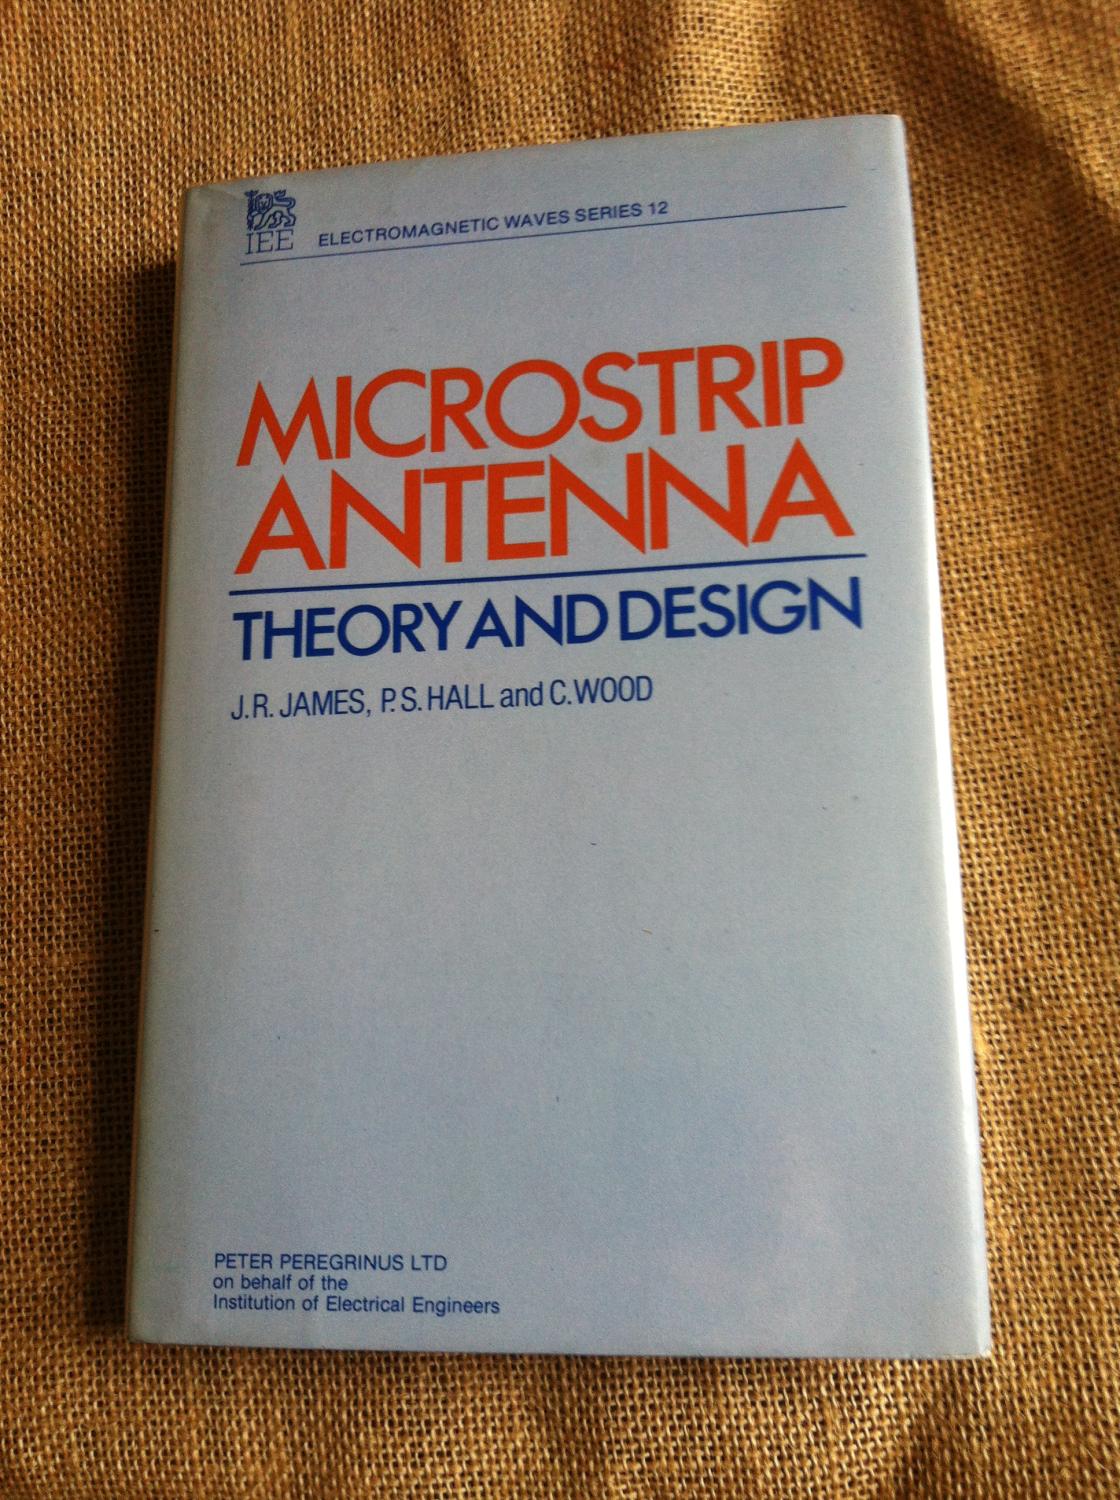 IEE
ELECTROMAGNETIC WAVES SERIES 12
MICROSTRIP
ANTENNA
THEORY AND DESIGN
J.R. JAMES, P.S. HALL and C.WOOD
PETER PEREGRINUS LTD
on behalf of the
Institution of Electrical Engineers